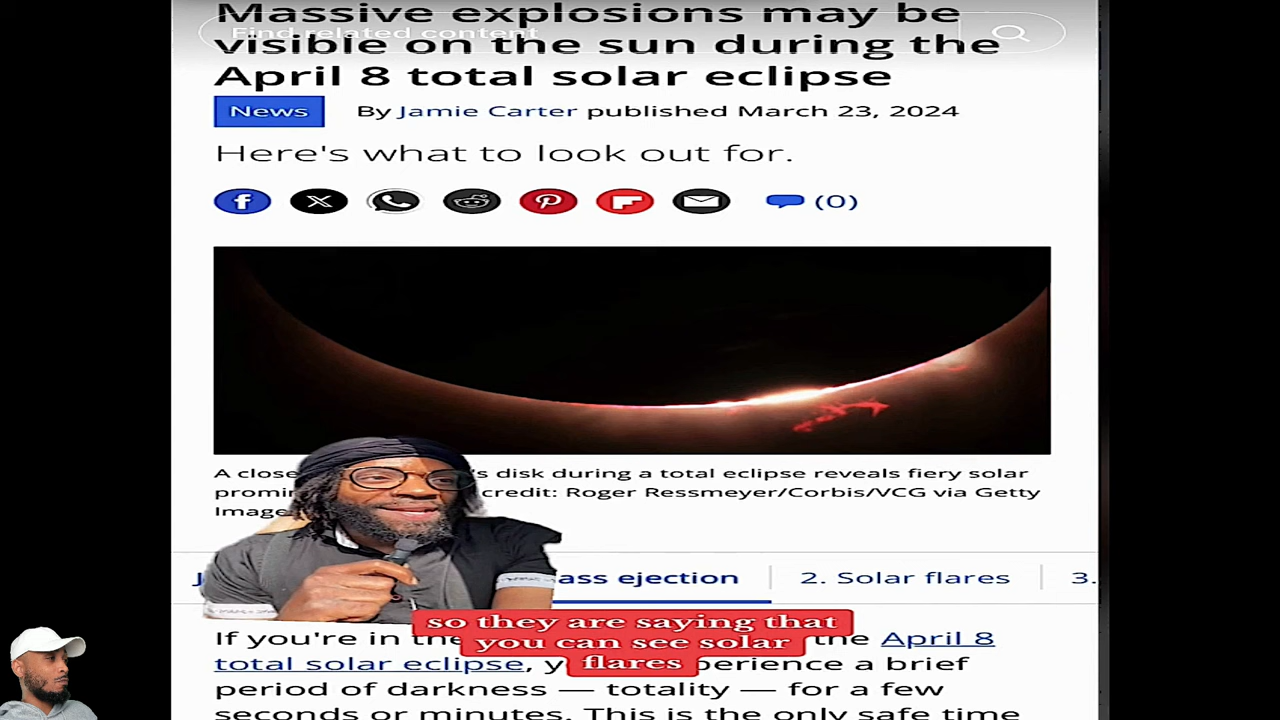 Massive explosions may be
Find related content
visible on the sun during the
April 8 total solar eclipse
News By Jamie Carter published March 23, 2024
Here's what to look out for.
(0)
A close 's disk during a total eclipse reveals fiery solar
credit: Roger Ressmeyer/Corbis/VCG via Getty
ejection 2. Solar flares 3.
so they are saying that
you can see solar
flares
If you're in the April 8
total solar eclipse, a brief
period of darkness — totality — for a few
seconds or minutes. This is the only safe time